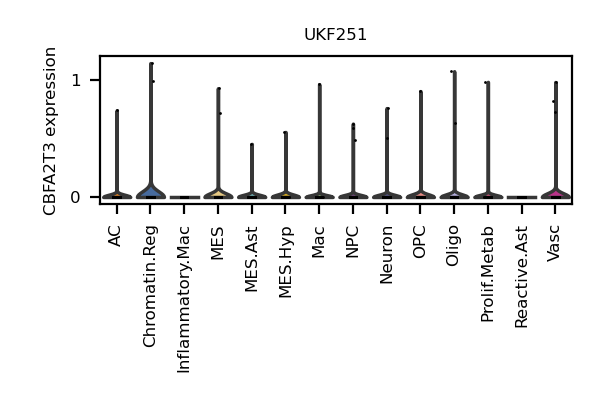 UKF251
CBFA2T3 expression
1
0
AC
Chromatin.Reg
Inflammatory.Mac
MES
MES.Ast
MES.Hyp
Mac
NPC
Neuron
OPC
Oligo
Prolif.Metab
Reactive.Ast
Vasc